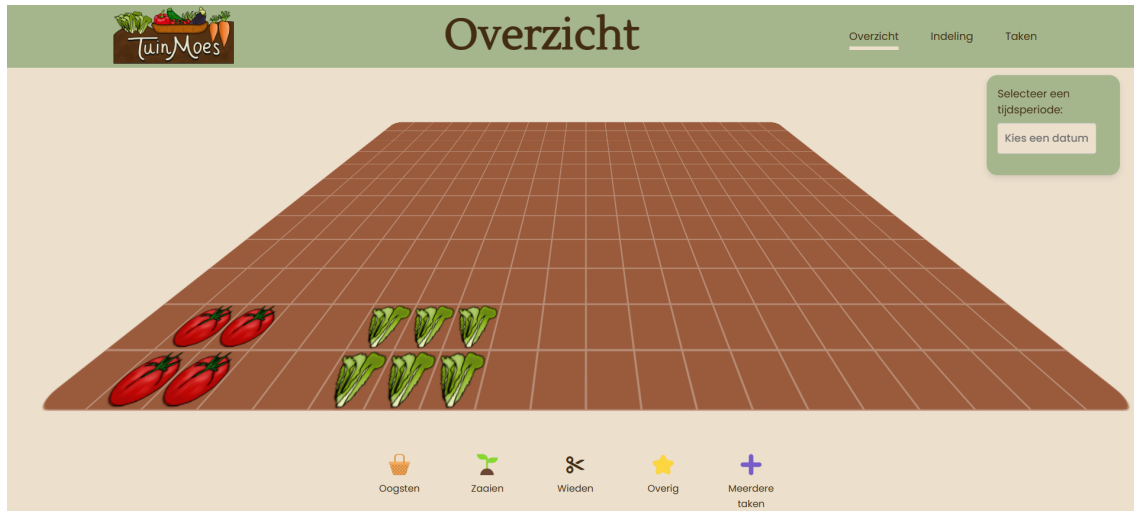 TuinMoes
Overzicht
Overzicht
Indeling
Taken
Selecteer een
tijdsperiode:
Kies een datum
Oogsten
Zaaien
Wieden
Overig
Meerdere
taken